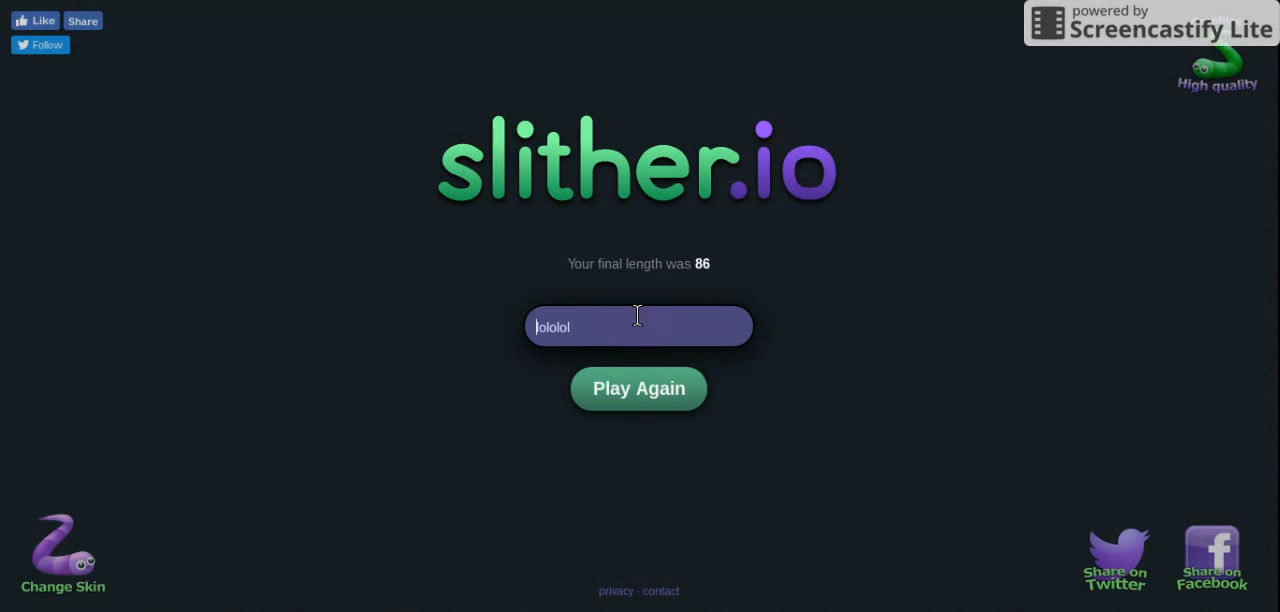 Like Share
Follow
powered by
Screencastify Lite
High quality
slither.io
Your final length was 86
lololol
Play Again
Change Skin
privacy · contact
Share on
Twitter
Share on
Facebook